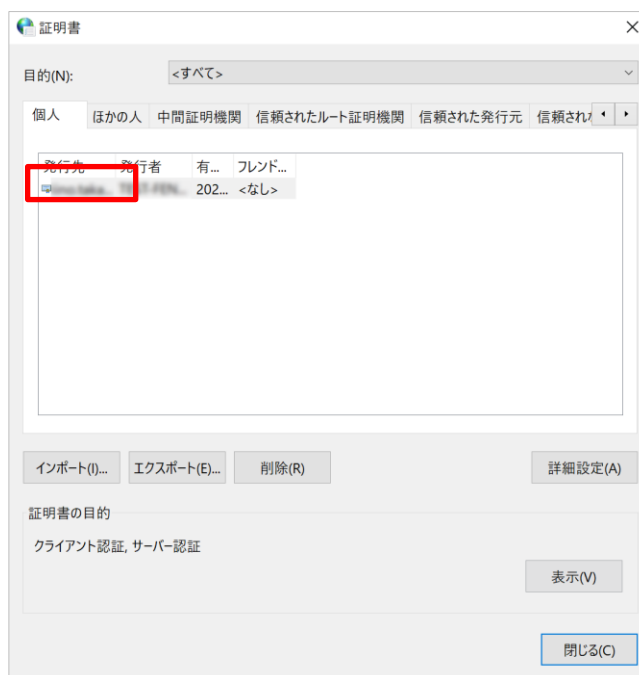 証明書
目的(N): <すべて>
個人 ほかの人 中間証明機関 信頼されたルート証明機関 信頼された発行元 信頼され
発行先 発行者 有... フレンド...
202... <なし>
インポート(I)... エクスポート(E)... 削除(R) 詳細設定(A)
証明書の目的
クライアント認証, サーバー認証
表示(V)
閉じる(C)